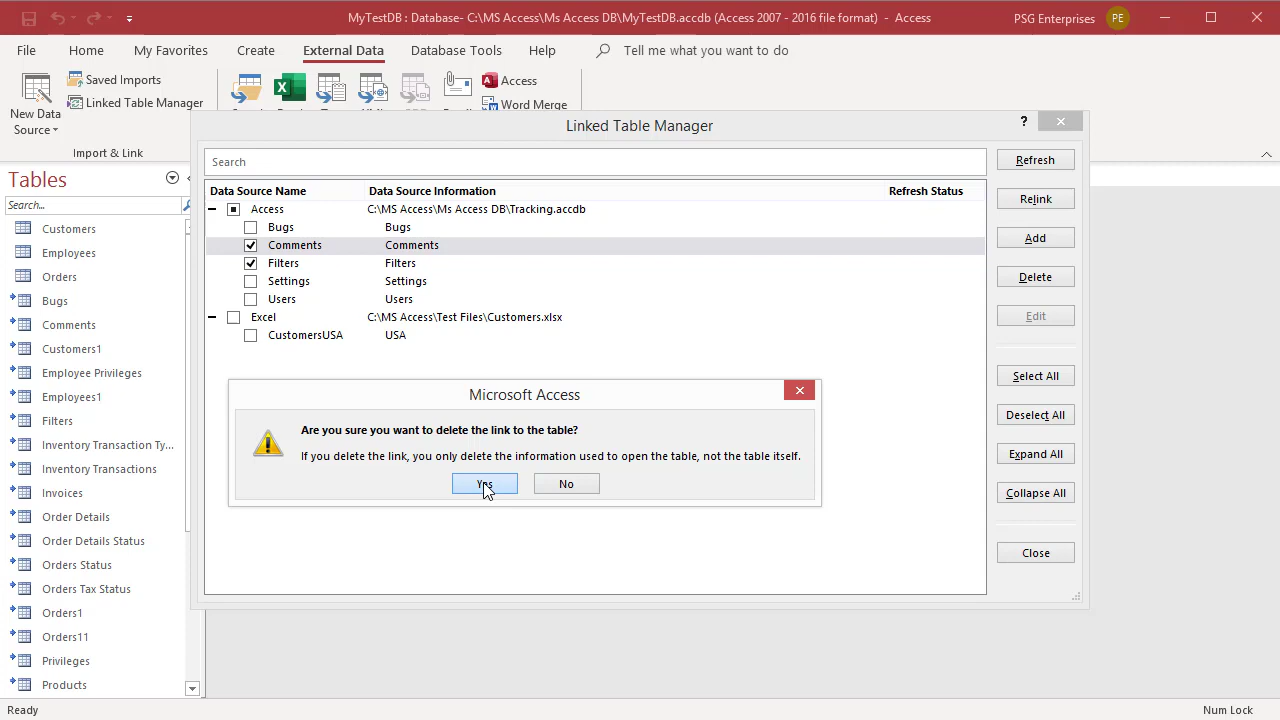 MyTestDB : Database- C:\MS Access\Ms Access DB\MyTestDB.accdb (Access 2007 - 2016 file format) - Access
PSG Enterprises PE
File Home My Favorites Create External Data Database Tools Help Tell me what you want to do
New Data Source
Saved Imports
Linked Table Manager
Access
Word Merge
Import & Link
Linked Table Manager
?
Search
Data Source Name Data Source Information Refresh Status
Access C:\MS Access\Ms Access DB\Tracking.accdb
Bugs Bugs
Comments Comments
Filters Filters
Settings Settings
Users Users
Excel C:\MS Access\Test Files\Customers.xlsx
CustomersUSA USA
Refresh
Relink
Add
Delete
Edit
Select All
Deselect All
Expand All
Collapse All
Close
Microsoft Access
Are you sure you want to delete the link to the table?
If you delete the link, you only delete the information used to open the table, not the table itself.
Yes No
Tables
Search...
Customers
Employees
Orders
Bugs
Comments
Customers1
Employee Privileges
Employees1
Filters
Inventory Transaction Ty...
Inventory Transactions
Invoices
Order Details
Order Details Status
Orders Status
Orders Tax Status
Orders1
Orders11
Privileges
Products
Ready Num Lock